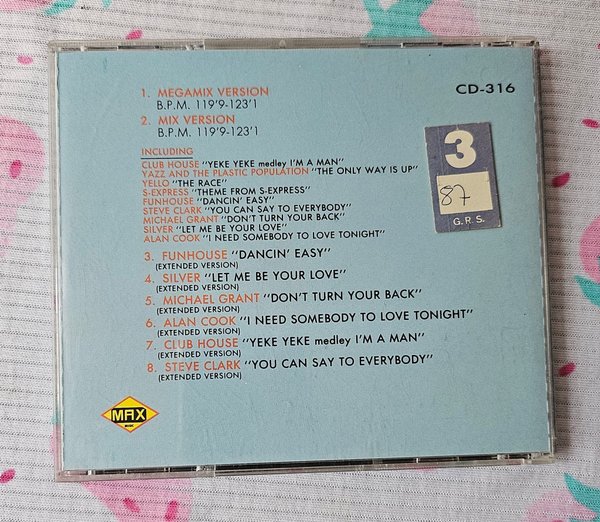 1. MEGAMIX VERSION
B.P.M. 119'9-123'1
2. MIX VERSION
B.P.M. 119'9-123'1
CD-316
INCLUDING
CLUB HOUSE "YEKE YEKE medley I'M A MAN"
YAZZ AND THE PLASTIC POPULATION "THE ONLY WAY IS UP"
YELLO "THE RACE"
S-EXPRESS "THEME FROM S-EXPRESS"
FUNHOUSE "DANCIN' EASY"
STEVE CLARK "YOU CAN SAY TO EVERYBODY"
MICHAEL GRANT "DON'T TURN YOUR BACK"
SILVER "LET ME BE YOUR LOVE"
ALAN COOK "I NEED SOMEBODY TO LOVE TONIGHT"
3
87
G.R.S.
3. FUNHOUSE "DANCIN' EASY"
(EXTENDED VERSION)
4. SILVER "LET ME BE YOUR LOVE"
(EXTENDED VERSION)
5. MICHAEL GRANT "DON'T TURN YOUR BACK"
(EXTENDED VERSION)
6. ALAN COOK "I NEED SOMEBODY TO LOVE TONIGHT"
(EXTENDED VERSION)
7. CLUB HOUSE "YEKE YEKE medley I'M A MAN"
(EXTENDED VERSION)
8. STEVE CLARK "YOU CAN SAY TO EVERYBODY"
(EXTENDED VERSION)
MAX
MUSIC